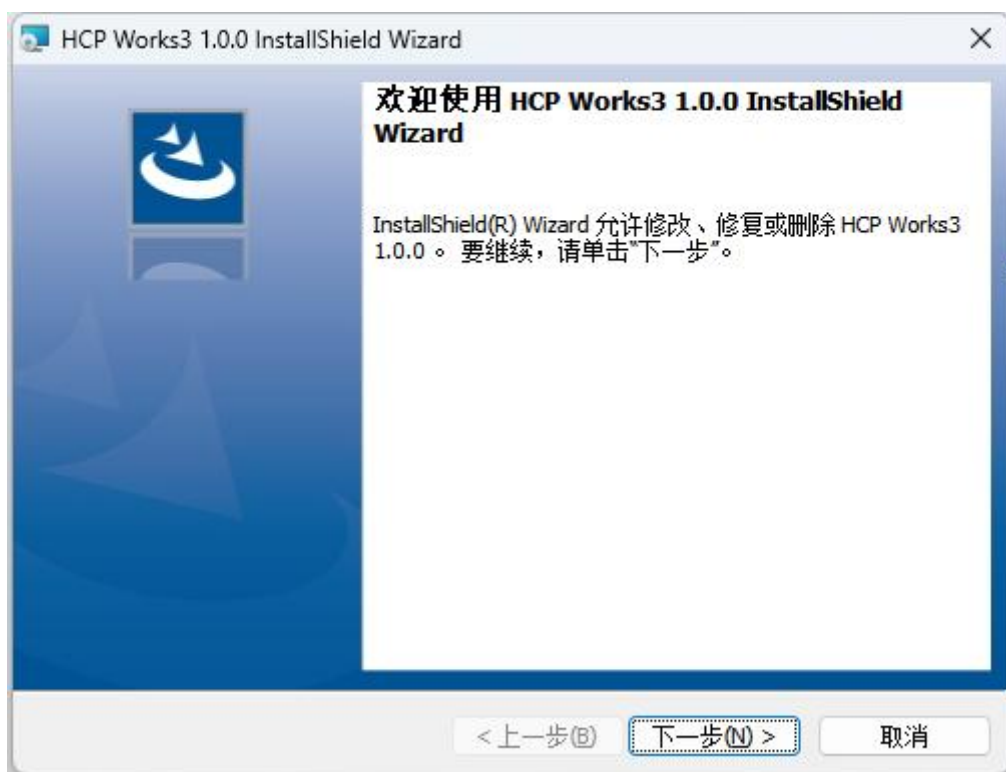 HCP Works3 1.0.0 InstallShield Wizard
欢迎使用 HCP Works3 1.0.0 InstallShield
Wizard
InstallShield(R) Wizard 允许修改、修复或删除 HCP Works3
1.0.0 。 要继续，请单击“下一步”。
<上一步(B)
下一步(N) >
取消